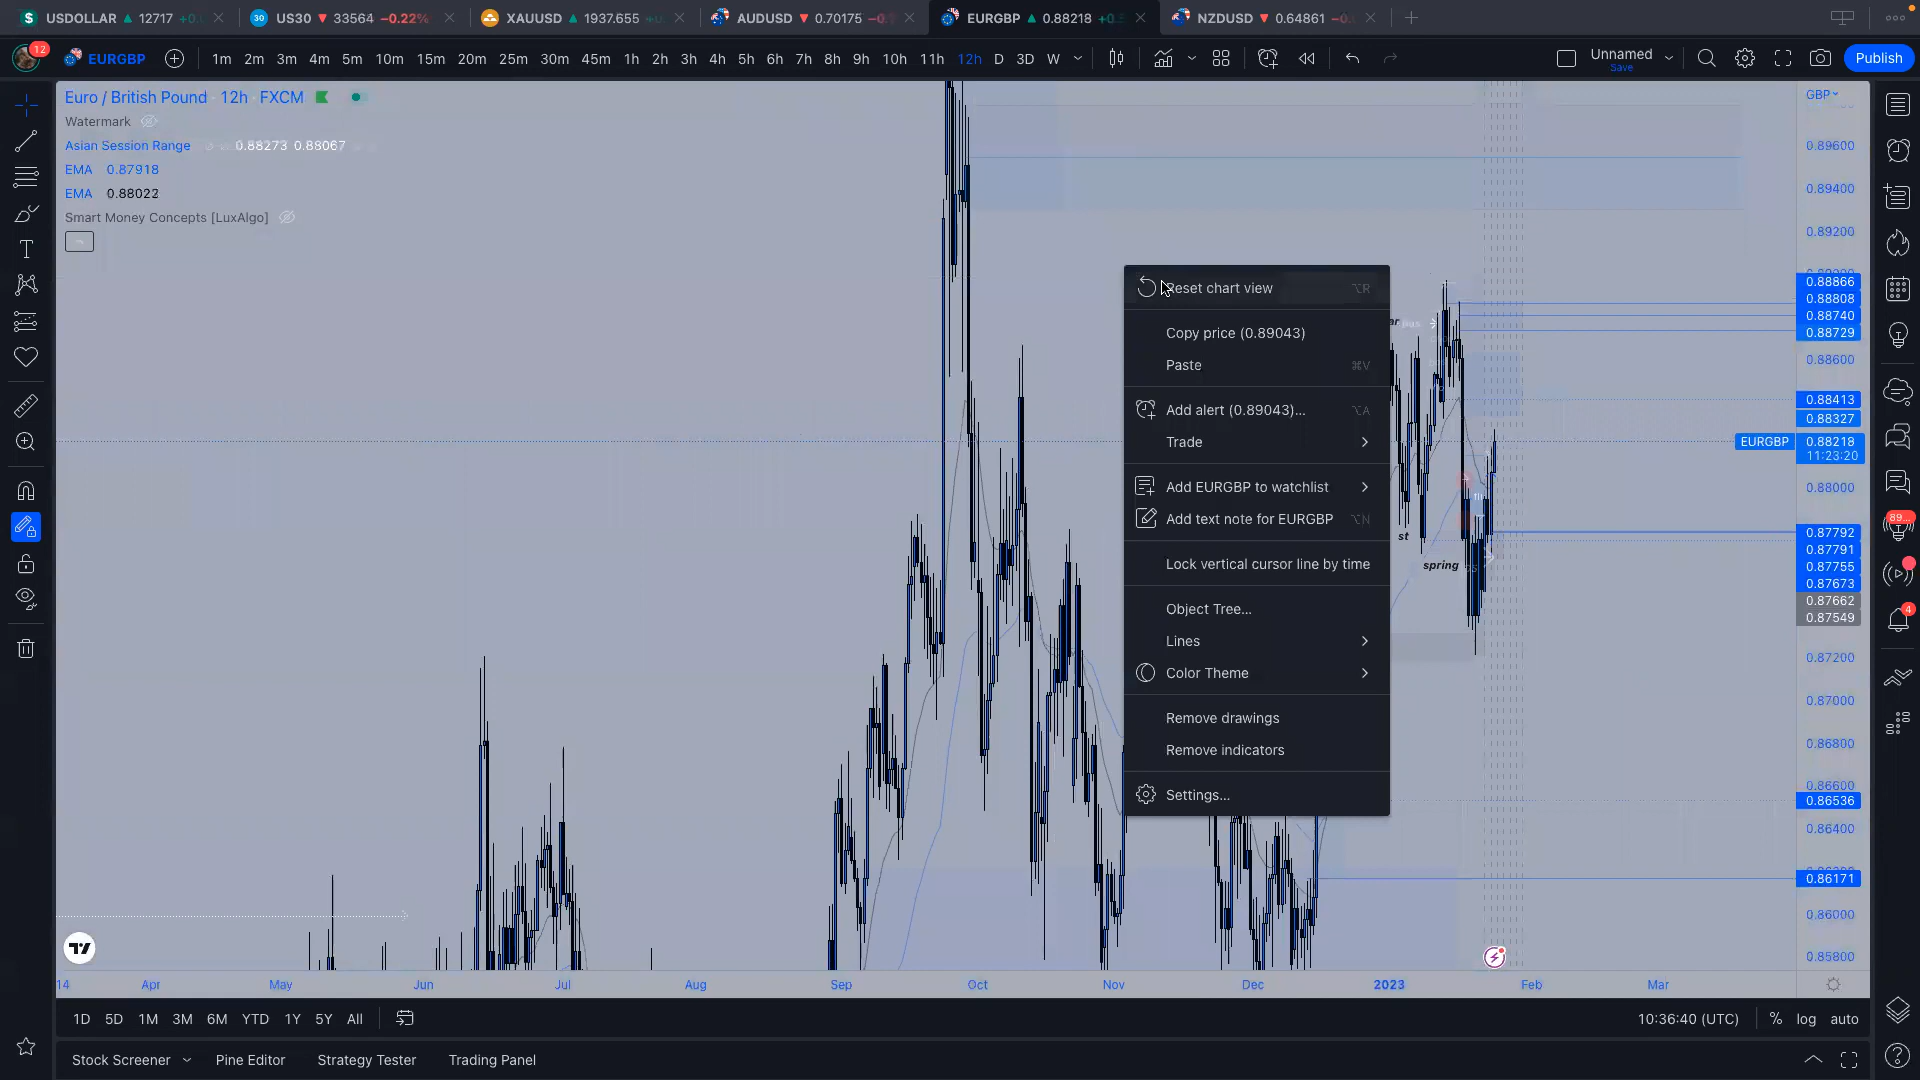 USDOLLAR 12717
US30 33564 −0.22%
XAUUSD 1937.655
AUDUSD 0.70175
EURGBP 0.88218
NZDUSD 0.64861
12 EURGBP 1m 2m 3m 4m 5m 10m 15m 20m 25m 30m 45m 1h 2h 3h 4h 5h 6h 7h 8h 9h 10h 11h 12h D 3D W Unnamed Publish
Save
Euro / British Pound · 12h · FXCM
GBP
Watermark
Asian Session Range 0.88273 0.88067
EMA 0.87918
EMA 0.88022
Smart Money Concepts [LuxAlgo]
Reset chart view ⌥R
Copy price (0.89043)
Paste ⌘V
Add alert (0.89043)... ⌥A
Trade
Add EURGBP to watchlist
Add text note for EURGBP ⌥N
Lock vertical cursor line by time
Object Tree...
Lines
Color Theme
Remove drawings
Remove indicators
Settings...
st
spring
0.89600
0.89400
0.89200
0.88866
0.88808
0.88740
0.88729
0.88600
0.88413
0.88327
EURGBP 0.88218
11:23:20
0.88000
0.87792
0.87791
0.87755
0.87673
0.87662
0.87549
0.87200
0.87000
0.86800
0.86600
0.86536
0.86400
0.86171
0.86000
0.85800
89...
4
14 Apr May Jun Jul Aug Sep Oct Nov Dec 2023 Feb Mar
1D 5D 1M 3M 6M YTD 1Y 5Y All 10:36:40 (UTC) % log auto
Stock Screener Pine Editor Strategy Tester Trading Panel